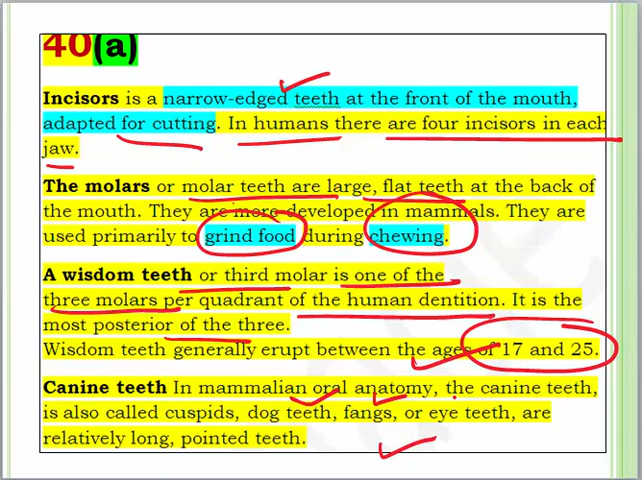 40(a)
Incisors is a narrow-edged teeth at the front of the mouth,
adapted for cutting. In humans there are four incisors in each
jaw.
The molars or molar teeth are large, flat teeth at the back of
the mouth. They are more developed in mammals. They are
used primarily to grind food during chewing.
A wisdom teeth or third molar is one of the
three molars per quadrant of the human dentition. It is the
most posterior of the three.
Wisdom teeth generally erupt between the ages of 17 and 25.
Canine teeth In mammalian oral anatomy, the canine teeth,
is also called cuspids, dog teeth, fangs, or eye teeth, are
relatively long, pointed teeth.